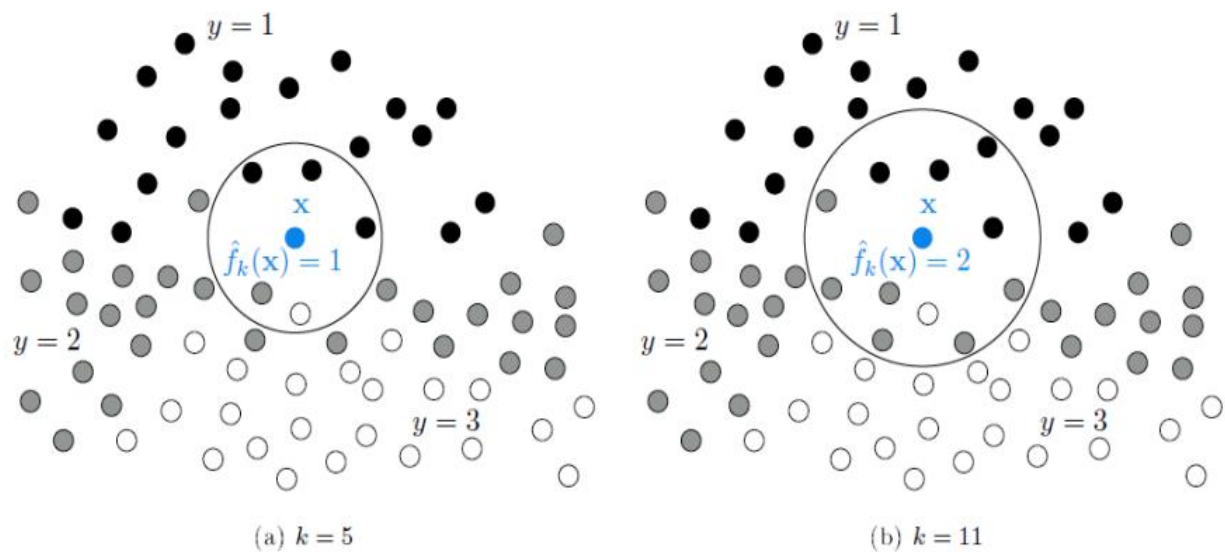 y = 1
x
f̂ₖ(x) = 1
y = 2
y = 3
(a) k = 5
y = 1
x
f̂ₖ(x) = 2
y = 2
y = 3
(b) k = 11